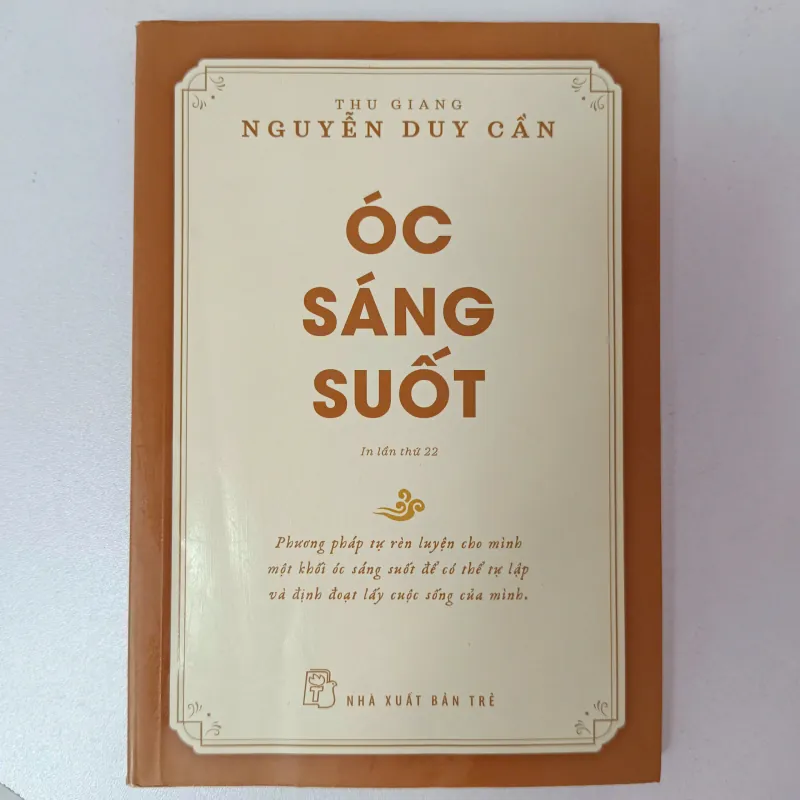 THU GIANG
NGUYỄN DUY CẦN
ÓC
SÁNG
SUỐT
In lần thứ 22
Phương pháp tự rèn luyện cho mình
một khối óc sáng suốt để có thể tự lập
và định đoạt lấy cuộc sống của mình.
NHÀ XUẤT BẢN TRẺ